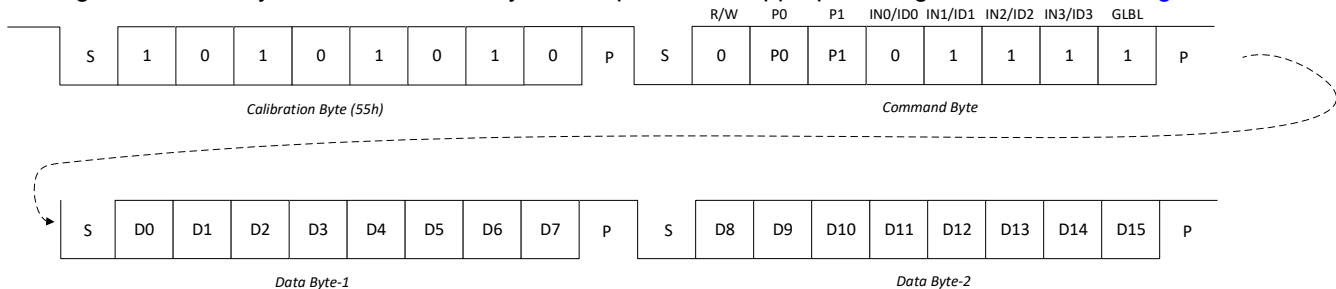 R/W P0 P1 IN0/ID0 IN1/ID1 IN2/ID2 IN3/ID3 GLBL
S 1 0 1 0 1 0 1 0 P S 0 P0 P1 0 1 1 1 1 P
Calibration Byte (55h) Command Byte
S D0 D1 D2 D3 D4 D5 D6 D7 P S D8 D9 D10 D11 D12 D13 D14 D15 P
Data Byte-1 Data Byte-2